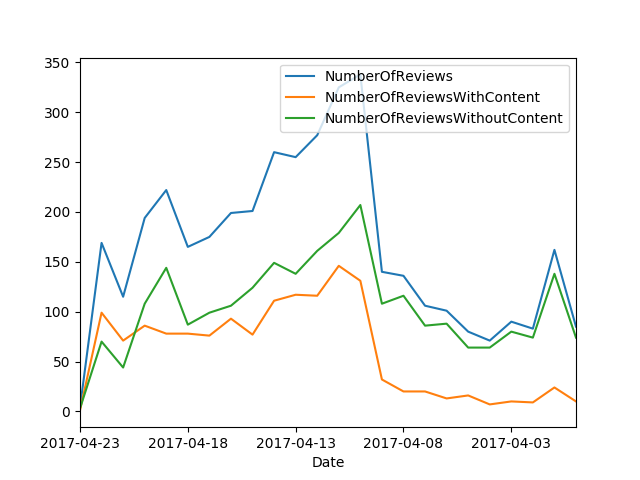 350
300
250
200
150
100
50
0
NumberOfReviews
NumberOfReviewsWithContent
NumberOfReviewsWithoutContent
2017-04-23 2017-04-18 2017-04-13 2017-04-08 2017-04-03
Date